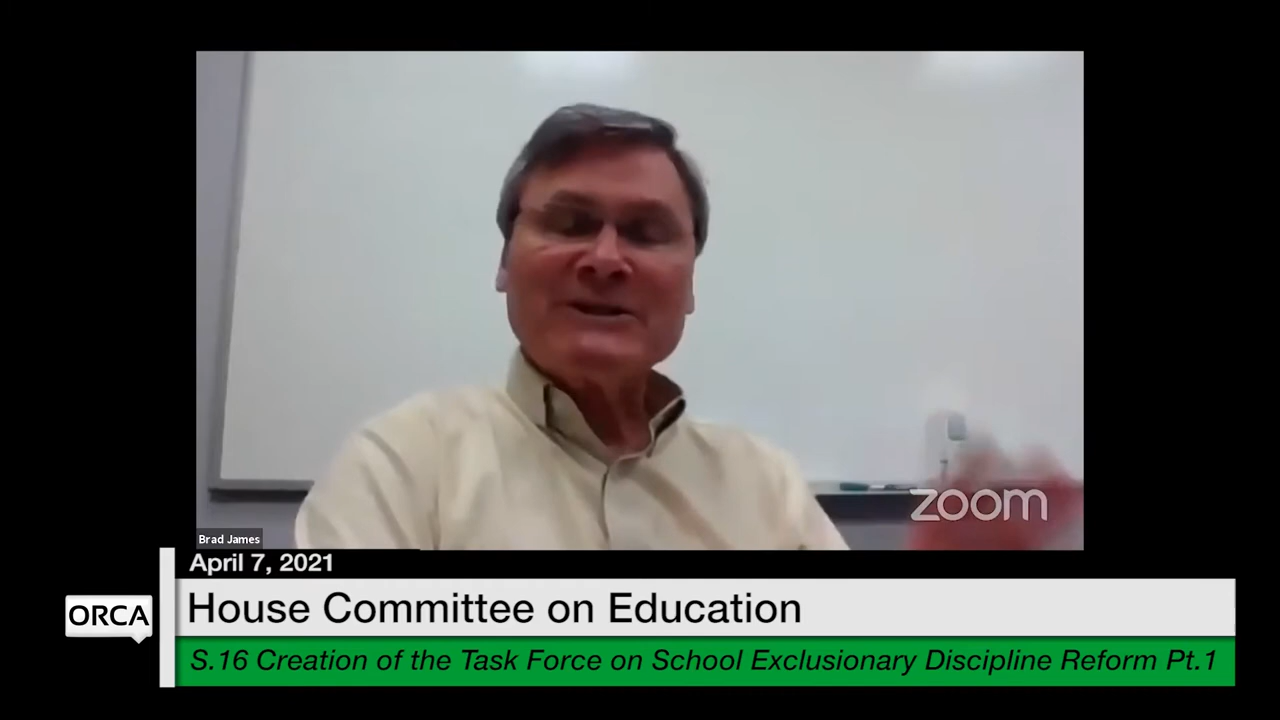 zoom
Brad James
April 7, 2021
ORCA
House Committee on Education
S.16 Creation of the Task Force on School Exclusionary Discipline Reform Pt.1